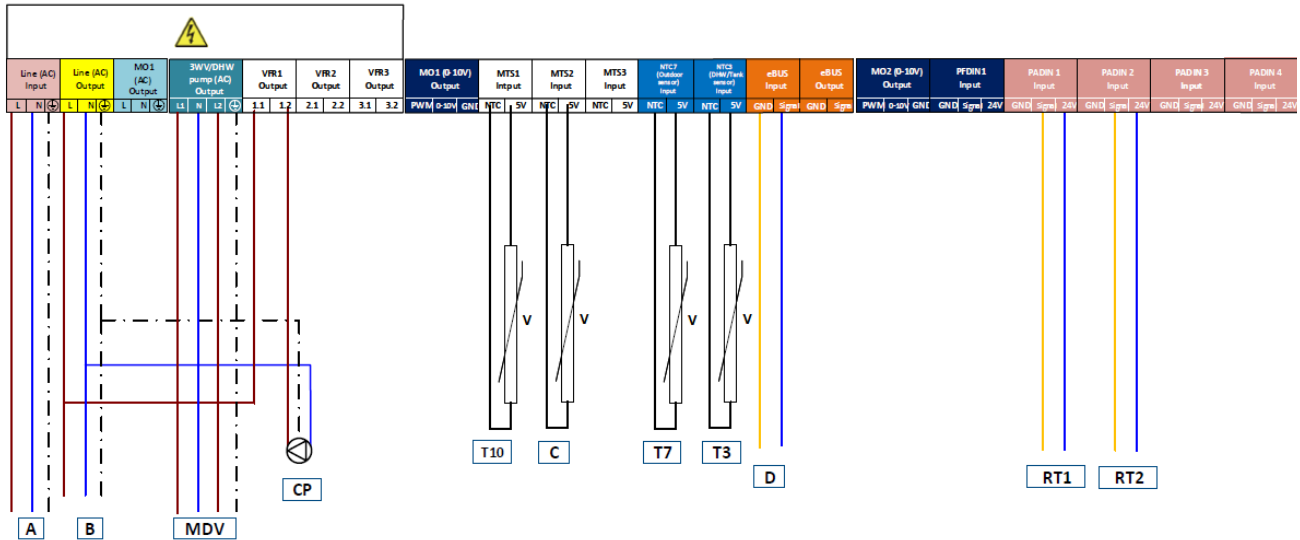 Line (AC) Input
Line (AC) Output
MO1 (AC) Output
3WV/DHW pump (AC) Output
VFR1 Output
VFR2 Output
VFR3 Output
MO1 (0-10V) Output
MTS1 Input
MTS2 Input
MTS3 Input
NTC7 (Outdoor sensor) Input
NTC3 (DHW/Tank sensor) Input
eBUS Input
eBUS Output
MO2 (0-10V) Output
PFDIN1 Input
PADIN 1 Input
PADIN 2 Input
PADIN 3 Input
PADIN 4 Input
L N
L N
L N
L1 N L2
1.1 1.2
2.1 2.2
3.1 3.2
PWM 0-10V GND
NTC 5V
NTC 5V
NTC 5V
NTC 5V
NTC 5V
GND Signal
GND Signal
PWM 0-10V GND
GND Signal 24V
GND Signal 24V
GND Signal 24V
GND Signal 24V
GND Signal 24V
V
V
V
V
A
B
MDV
CP
T10
C
T7
T3
D
RT1
RT2